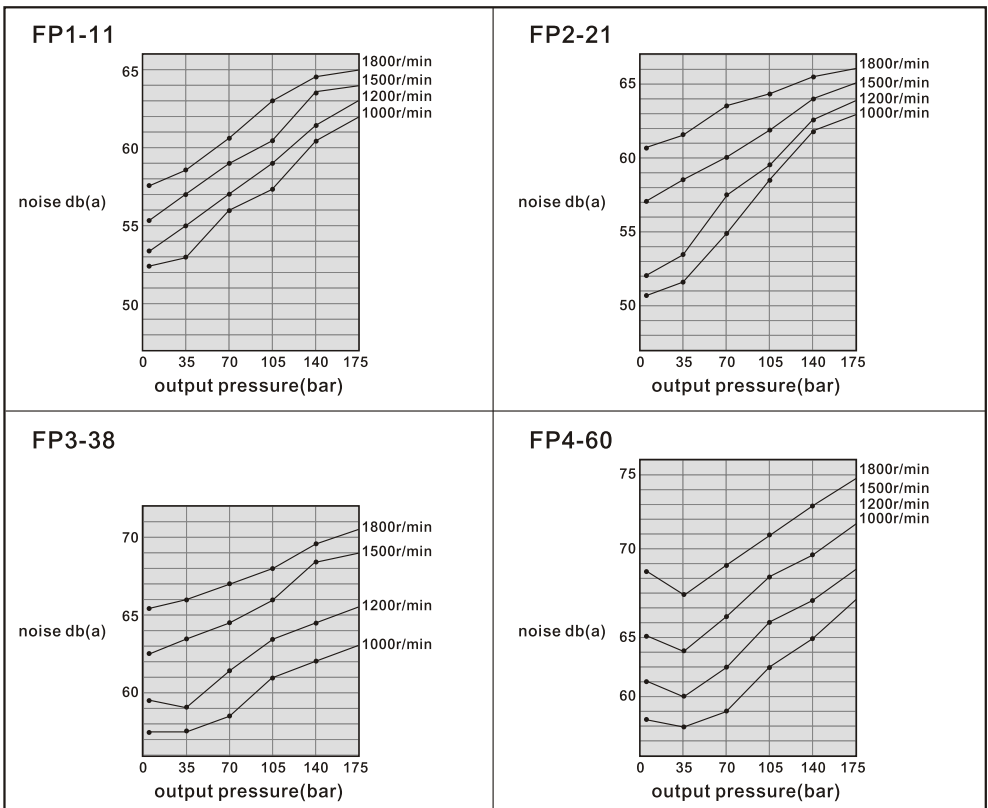 FP1-11
65
60
55
50
noise db(a)
1800r/min
1500r/min
1200r/min
1000r/min
0 35 70 105 140 175
output pressure(bar)
FP2-21
65
60
55
50
noise db(a)
1800r/min
1500r/min
1200r/min
1000r/min
0 35 70 105 140 175
output pressure(bar)
FP3-38
70
65
60
noise db(a)
1800r/min
1500r/min
1200r/min
1000r/min
0 35 70 105 140 175
output pressure(bar)
FP4-60
75
70
65
60
noise db(a)
1800r/min
1500r/min
1200r/min
1000r/min
0 35 70 105 140 175
output pressure(bar)